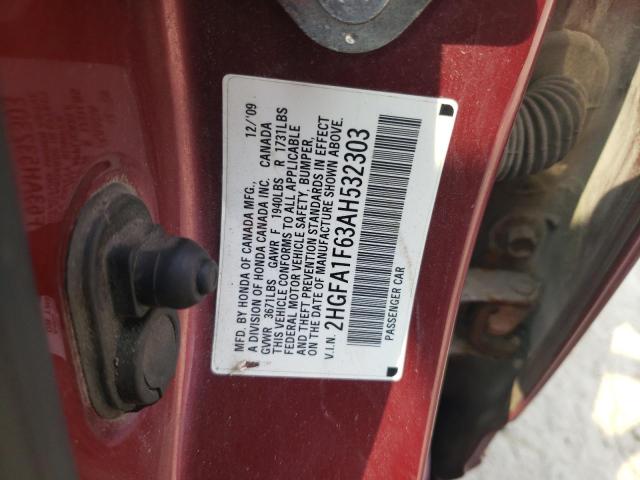 MFD. BY HONDA OF CANADA MFG., 12/'09
A DIVISION OF HONDA CANADA INC. CANADA
GVWR 3671LBS GAWR F 1940LBS R 1731LBS
THIS VEHICLE CONFORMS TO ALL APPLICABLE
FEDERAL MOTOR VEHICLE SAFETY, BUMPER,
AND THEFT PREVENTION STANDARDS IN EFFECT
ON THE DATE OF MANUFACTURE SHOWN ABOVE.
V.I.N. 2HGFA1F63AH532303
PASSENGER CAR